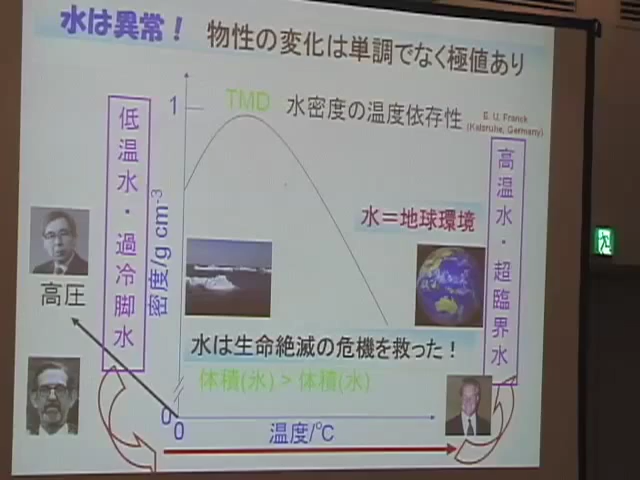 水は異常！
物性の変化は単調でなく極値あり
1
TMD
水密度の温度依存性
E. U. Franck
(Kalsruhe, Germany)
低温水・過冷脚水
密度/g cm-3
高温水・超臨界水
水＝地球環境
高圧
水は生命絶滅の危機を救った！
体積(氷) > 体積(水)
0
0
温度/℃